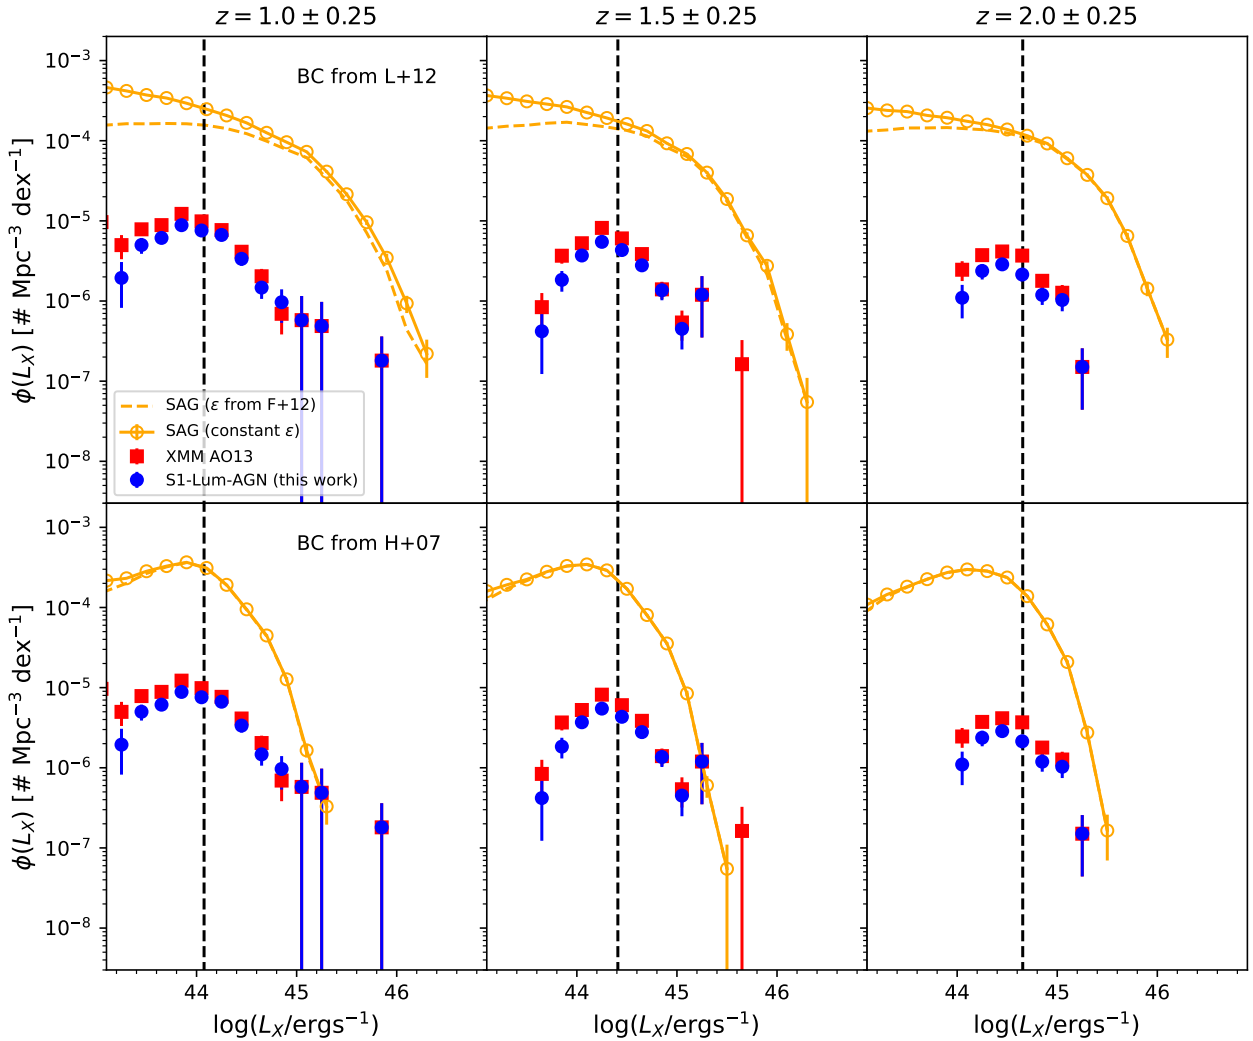 z = 1.0 ± 0.25 z = 1.5 ± 0.25 z = 2.0 ± 0.25
10⁻³
BC from L+12
10⁻⁴
10⁻⁵
10⁻⁶
10⁻⁷
10⁻⁸
ϕ(L_X) [# Mpc⁻³ dex⁻¹]
SAG (ε from F+12)
SAG (constant ε)
XMM AO13
S1-Lum-AGN (this work)
10⁻³
BC from H+07
10⁻⁴
10⁻⁵
10⁻⁶
10⁻⁷
10⁻⁸
ϕ(L_X) [# Mpc⁻³ dex⁻¹]
44 45 46 44 45 46 44 45 46
log(L_X/ergs⁻¹) log(L_X/ergs⁻¹) log(L_X/ergs⁻¹)